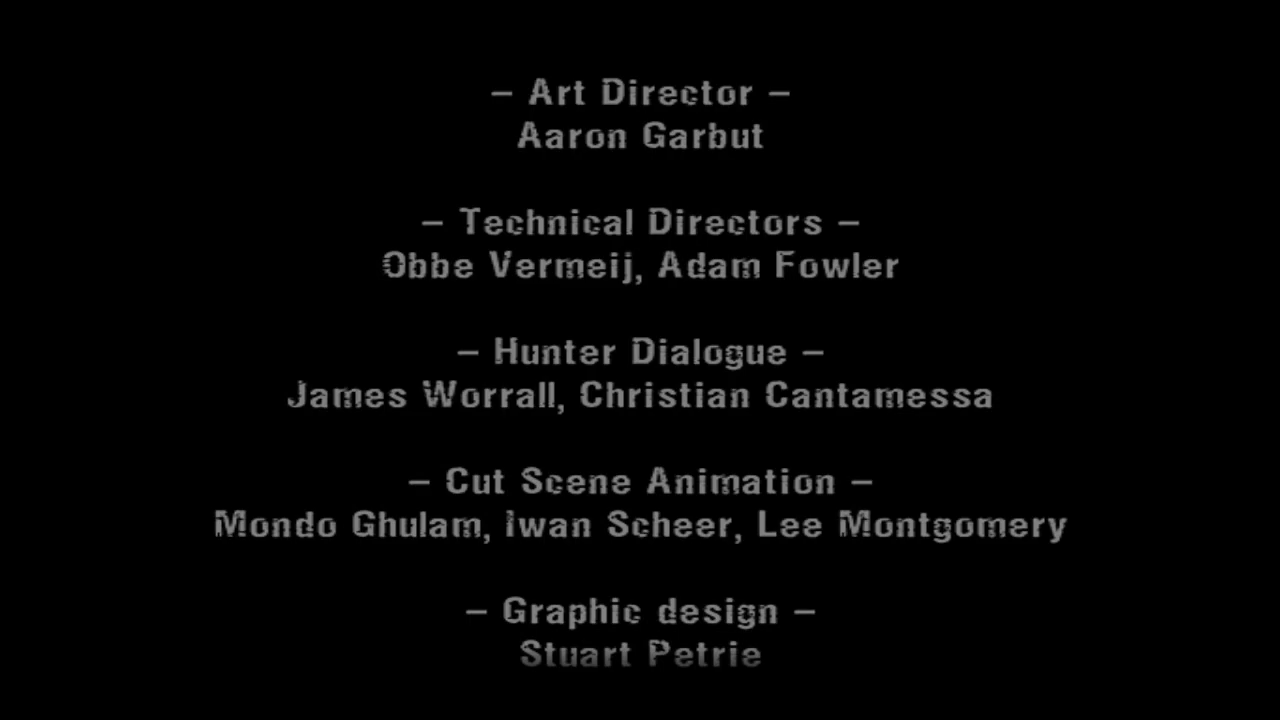 – Art Director –
Aaron Garbut
– Technical Directors –
Obbe Vermeij, Adam Fowler
– Hunter Dialogue –
James Worrall, Christian Cantamessa
– Cut Scene Animation –
Mondo Ghulam, Iwan Scheer, Lee Montgomery
– Graphic design –
Stuart Petrie